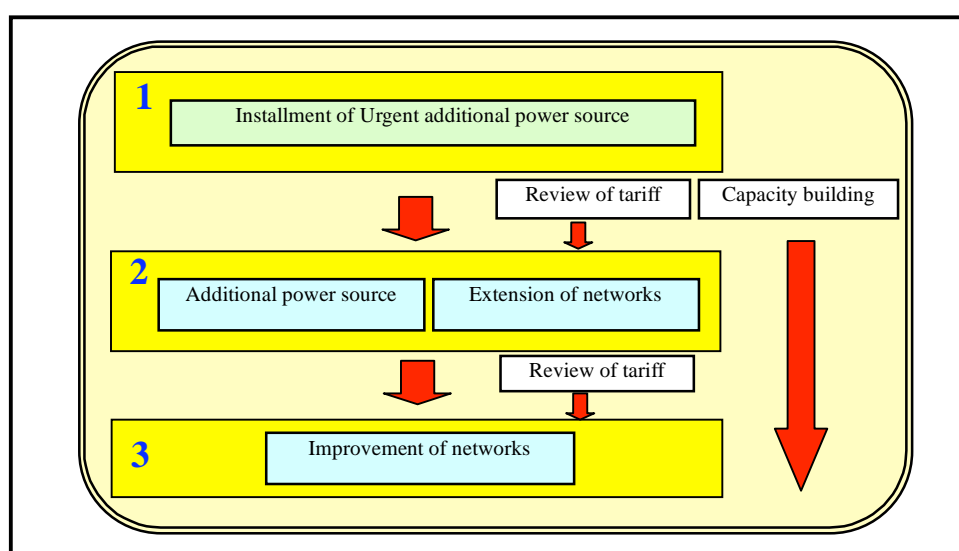 1
Installment of Urgent additional power source
Review of tariff
Capacity building
2
Additional power source
Extension of networks
Review of tariff
3
Improvement of networks